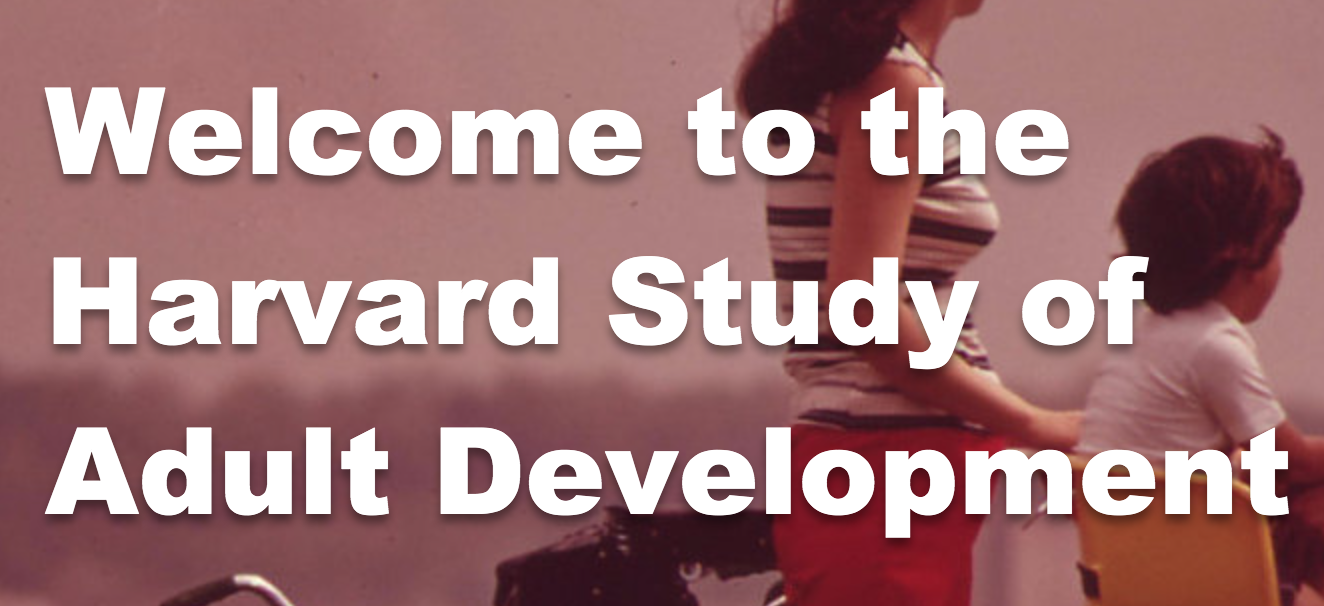 Welcome to the
Harvard Study of
Adult Development